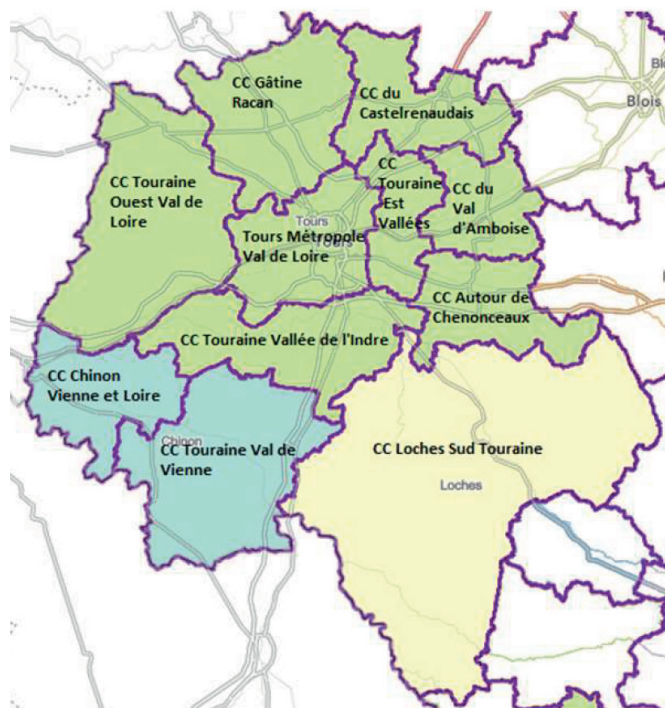 CC Gâtine
Racan
CC du
Castelrenaudais
Blois
CC Touraine
Ouest Val de
Loire
CC
Touraine
Est
Vallées
CC du
Val
d'Amboise
Tours
Tours Métropole
Val de Loire
CC Autour de
Chenonceaux
CC Touraine Vallée de l'Indre
CC Chinon
Vienne et Loire
Chinon
CC Touraine Val de
Vienne
CC Loches Sud Touraine
Loches